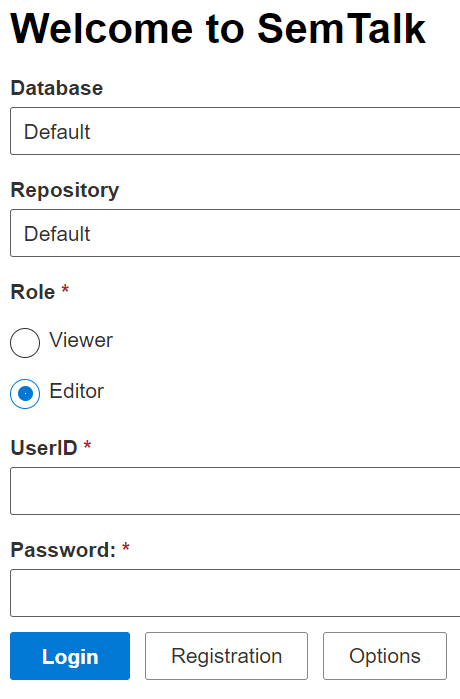 Welcome to SemTalk
Database
Default
Repository
Default
Role *
Viewer
Editor
UserID *
Password: *
Login Registration Options